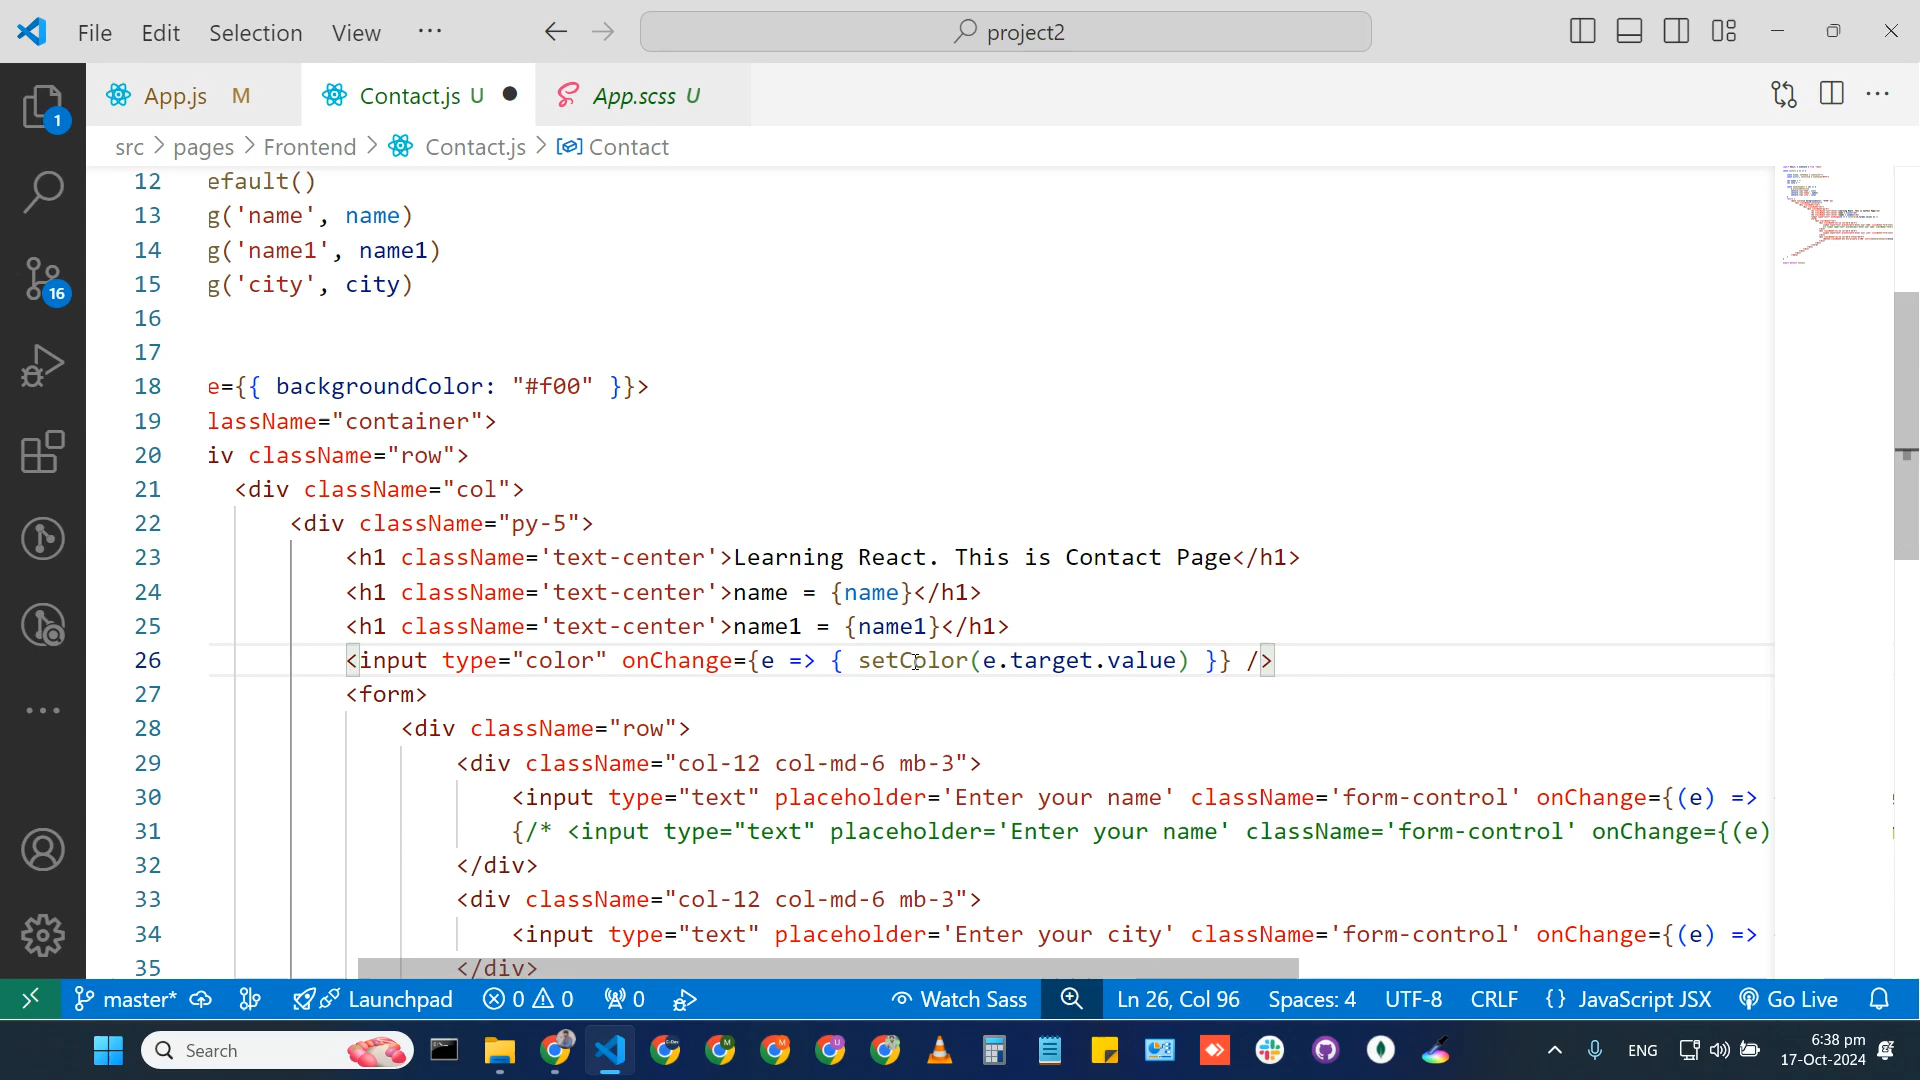 File Edit Selection View ··· project2
App.js M Contact.js U App.scss U
src > pages > Frontend > Contact.js > Contact
12 efault()
13 g('name', name)
14 g('name1', name1)
15 g('city', city)
16
17
18 e={{ backgroundColor: "#f00" }}>
19 lassName="container">
20 iv className="row">
21 <div className="col">
22 <div className="py-5">
23 <h1 className='text-center'>Learning React. This is Contact Page</h1>
24 <h1 className='text-center'>name = {name}</h1>
25 <h1 className='text-center'>name1 = {name1}</h1>
26 <input type="color" onChange={e => { setColor(e.target.value) }} />
27 <form>
28 <div className="row">
29 <div className="col-12 col-md-6 mb-3">
30 <input type="text" placeholder='Enter your name' className='form-control' onChange={(e) =>
31 {/* <input type="text" placeholder='Enter your name' className='form-control' onChange={(e)
32 </div>
33 <div className="col-12 col-md-6 mb-3">
34 <input type="text" placeholder='Enter your city' className='form-control' onChange={(e) =>
35 </div>
1
16
master* Launchpad 0 0 0 Watch Sass Ln 26, Col 96 Spaces: 4 UTF-8 CRLF {} JavaScript JSX Go Live
Search ENG 6:38 pm
17-Oct-2024